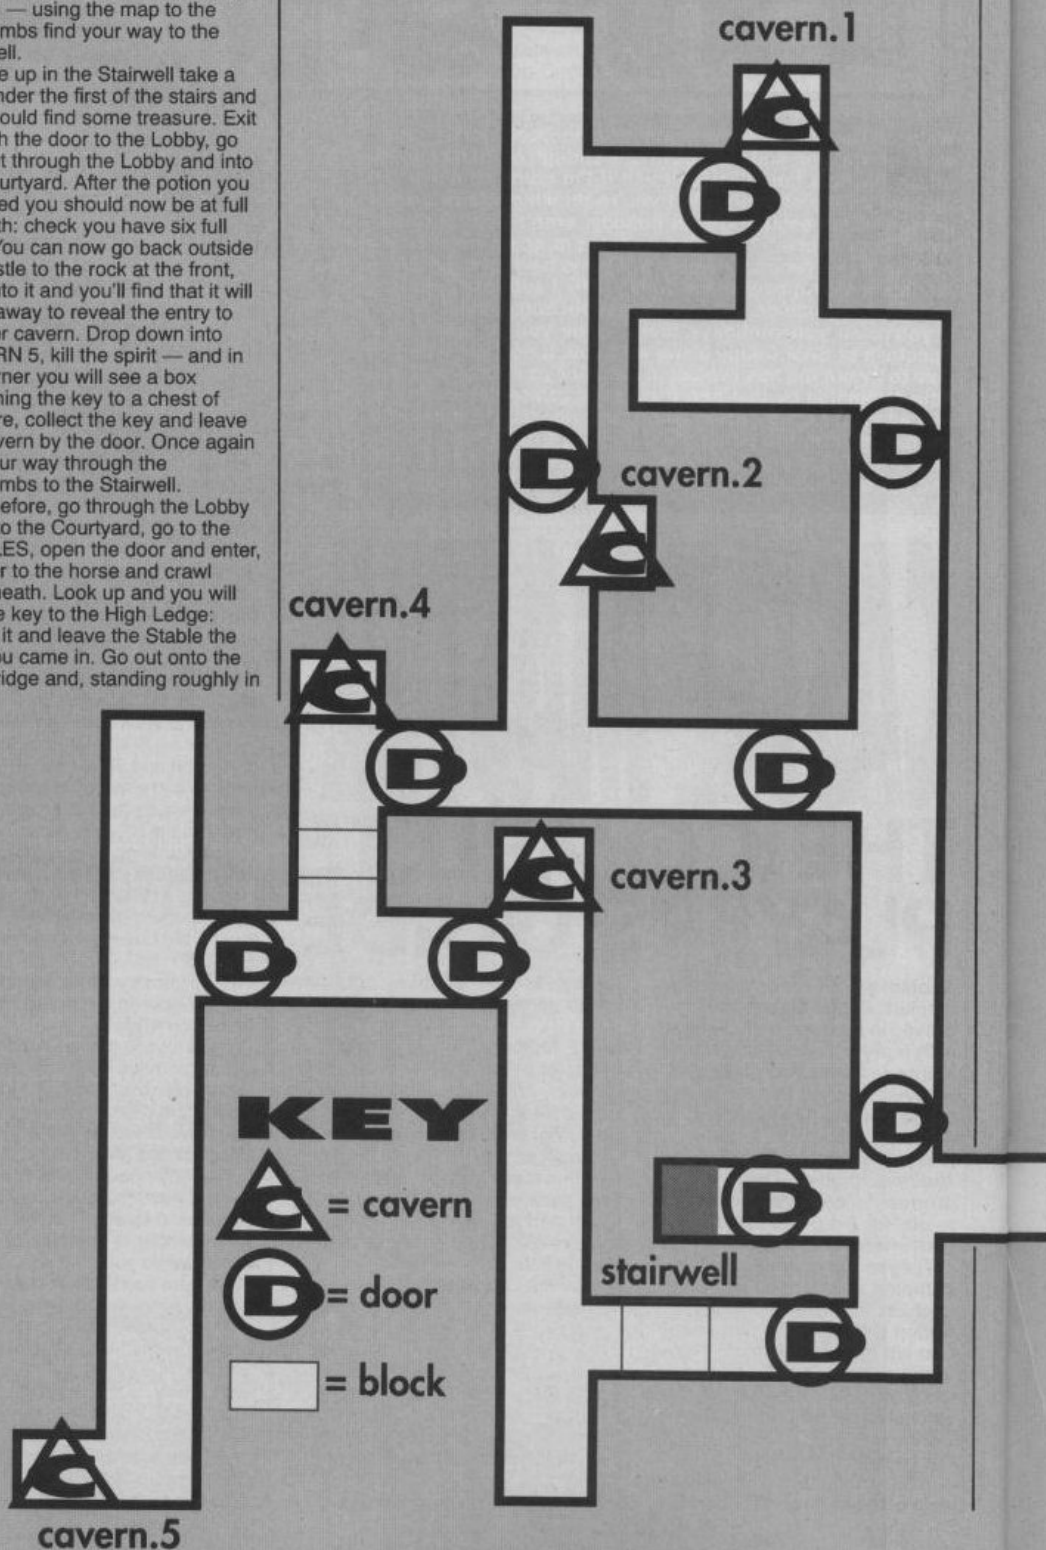 — using the map to the
mbs find your way to the
ell.
e up in the Stairwell take a
nder the first of the stairs and
ould find some treasure. Exit
h the door to the Lobby, go
t through the Lobby and into
urtyard. After the potion you
ed you should now be at full
th: check you have six full
You can now go back outside
stle to the rock at the front,
to it and you'll find that it will
away to reveal the entry to
r cavern. Drop down into
RN 5, kill the spirit — and in
rner you will see a box
ning the key to a chest of
re, collect the key and leave
vern by the door. Once again
ur way through the
mbs to the Stairwell.
efore, go through the Lobby
o the Courtyard, go to the
LES, open the door and enter,
r to the horse and crawl
neath. Look up and you will
e key to the High Ledge:
it and leave the Stable the
ou came in. Go out onto the
ridge and, standing roughly in
cavern.1
C
D
D
D
cavern.2
C
cavern.4
C
D
D
C
cavern.3
D
D
KEY
D
C = cavern
D
stairwell
D = door
D
= block
C
cavern.5